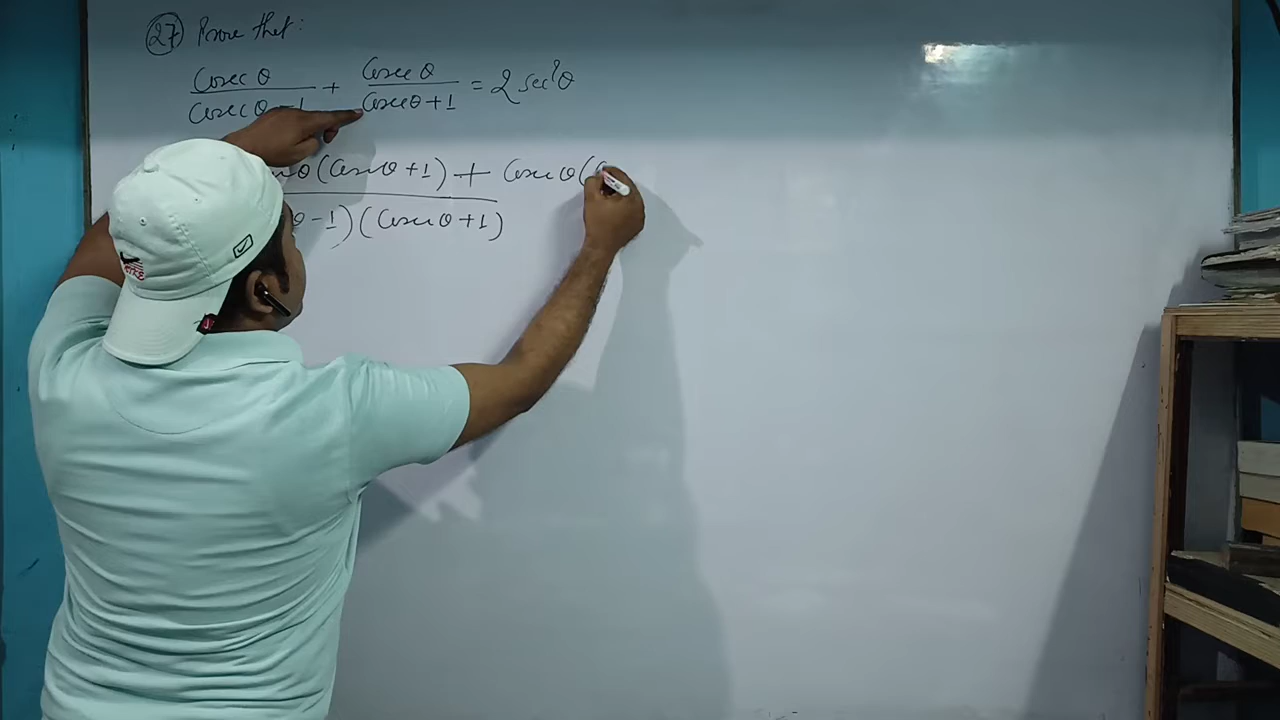 27 Prove that:
cosec θ / cosec θ - 1 + cosec θ / cosec θ + 1 = 2 sec²θ
θ (cosec θ + 1) + cosec θ (
- 1) (cosec θ + 1)